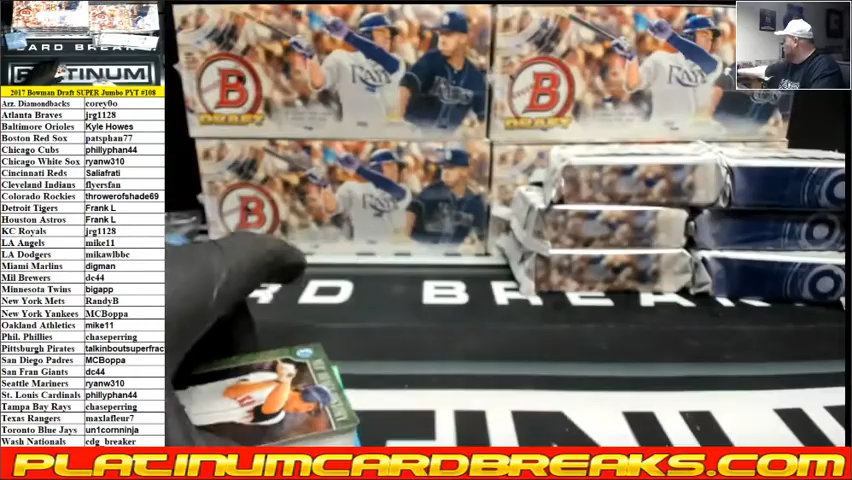 CARD BREA
PLATINUM
2017 Bowman Draft SUPER Jumbo PYT #108
Arz. Diamondbacks corey0o
Atlanta Braves jrg1128
Baltimore Orioles Kyle Howes
Boston Red Sox patsphan77
Chicago Cubs phillyphan44
Chicago White Sox ryanw310
Cincinnati Reds Saliafrati
Cleveland Indians flyersfan
Colorado Rockies throwerofshade69
Detroit Tigers Frank L
Houston Astros Frank L
KC Royals jrg1128
LA Angels mike11
LA Dodgers mikawlbbc
Miami Marlins digman
Mil Brewers dc44
Minnesota Twins bigapp
New York Mets RandyB
New York Yankees MCBoppa
Oakland Athletics mike11
Phil. Phillies chaseperring
Pittsburgh Pirates talkinboutsuperfrac
San Diego Padres MCBoppa
San Fran Giants dc44
Seattle Mariners ryanw310
St. Louis Cardinals phillyphan44
Tampa Bay Rays chaseperring
Texas Rangers maxlafleur7
Toronto Blue Jays un1cornninja
Wash Nationals cdg_breaker
B
DRAFT
RAYS
B
DRAFT
RAYS
B
RD BREA
PLATINUMCARDBREAKS.COM